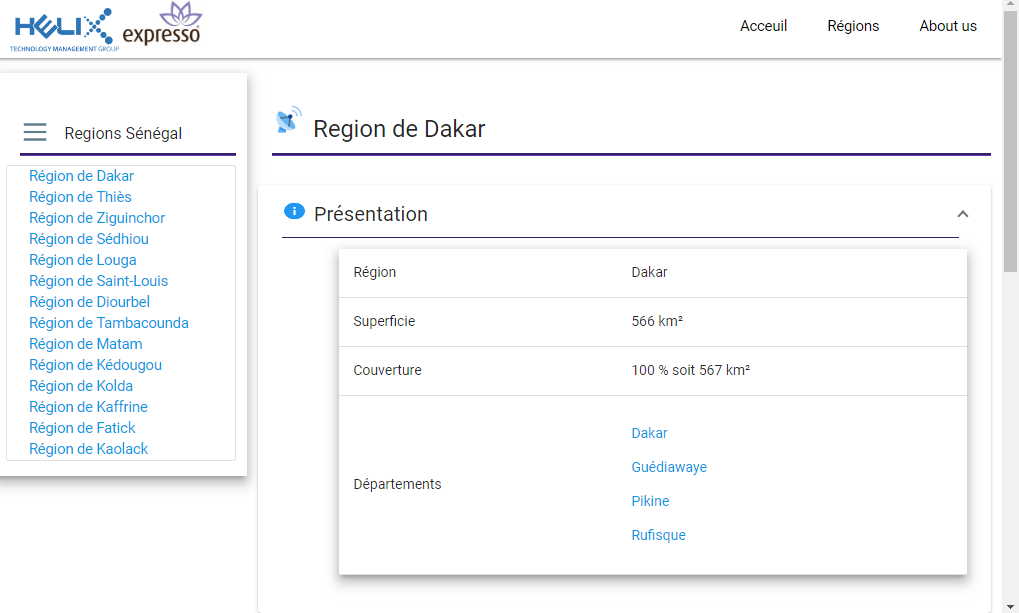 HELIX
TECHNOLOGY MANAGEMENT GROUP
expresso
Acceuil
Régions
About us
Regions Sénégal
Région de Dakar
Région de Thiès
Région de Ziguinchor
Région de Sédhiou
Région de Louga
Région de Saint-Louis
Région de Diourbel
Région de Tambacounda
Région de Matam
Région de Kédougou
Région de Kolda
Région de Kaffrine
Région de Fatick
Région de Kaolack
Region de Dakar
Présentation
Région Dakar
Superficie 566 km²
Couverture 100 % soit 567 km²
Départements
Dakar
Guédiawaye
Pikine
Rufisque